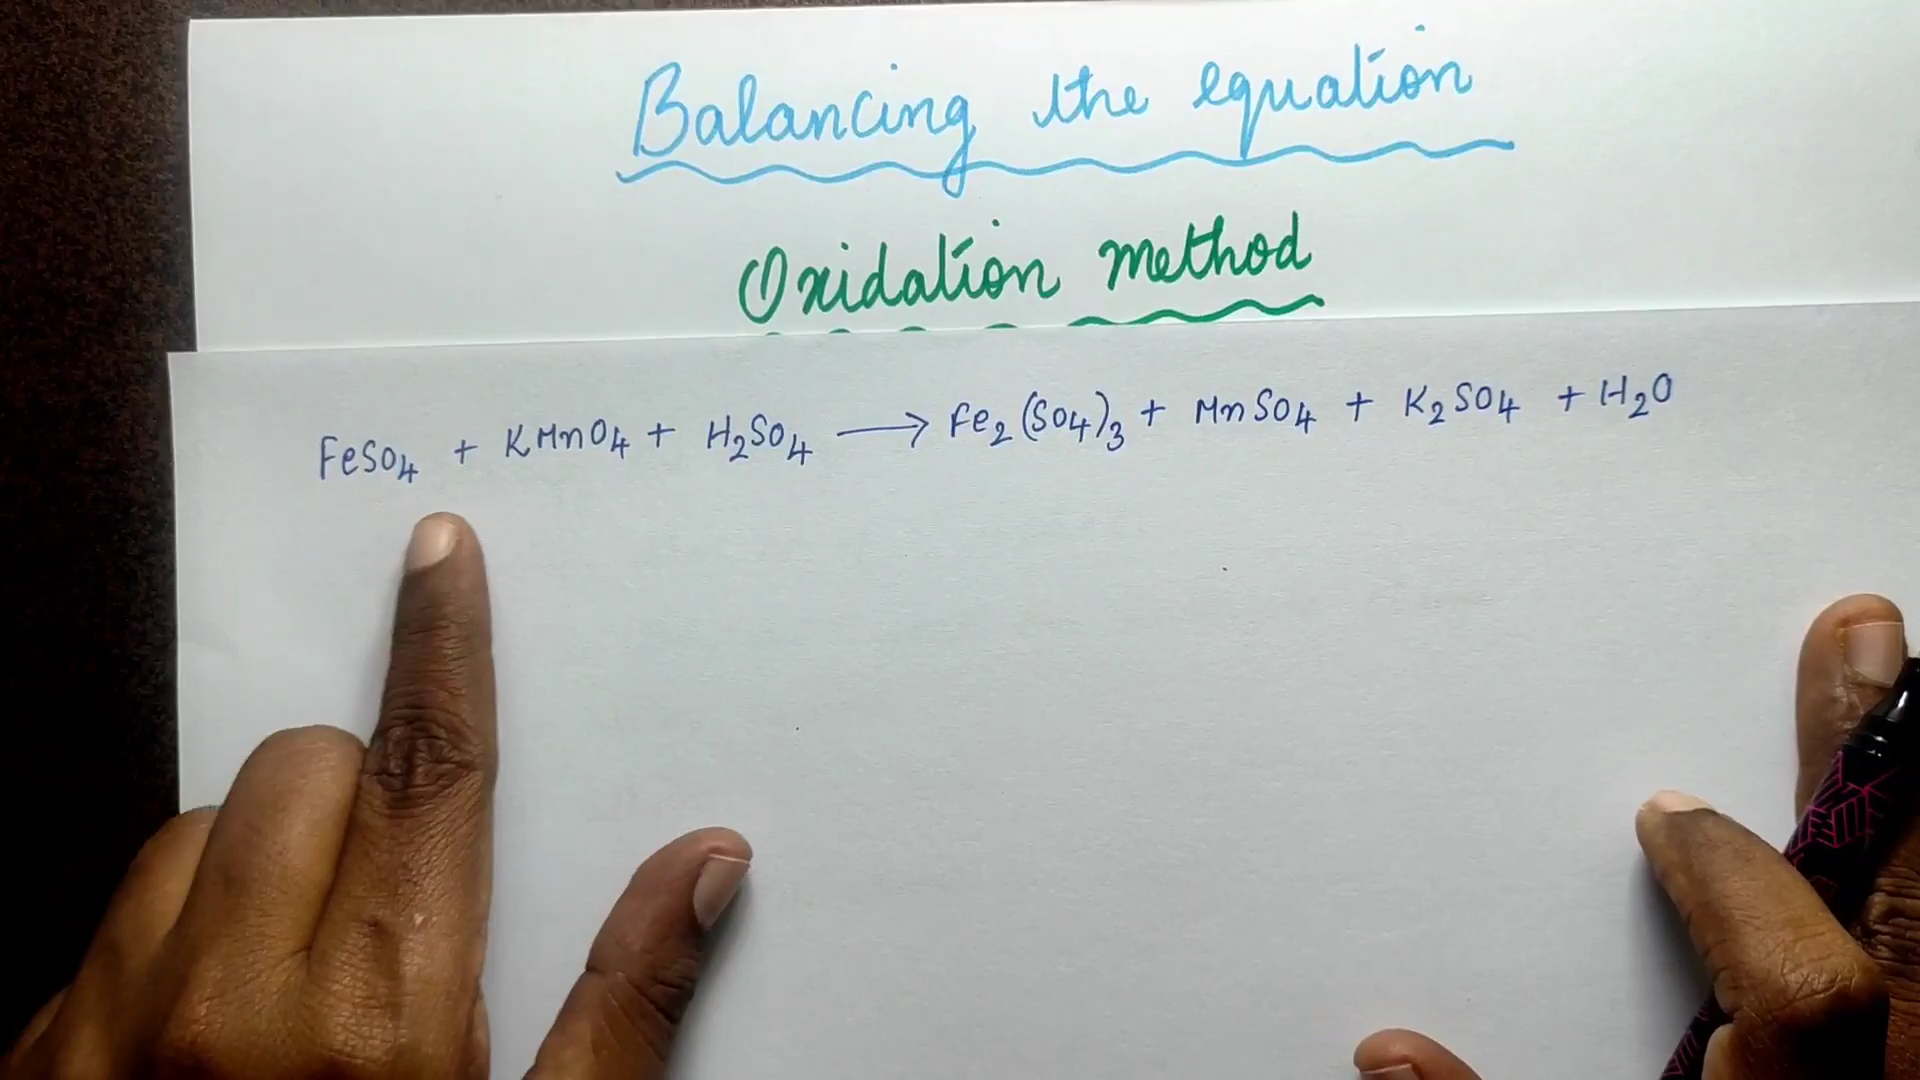 Balancing the equation
Oxidation method
FeSO₄ + KMnO₄ + H₂SO₄ ⟶ Fe₂(SO₄)₃ + MnSO₄ + K₂SO₄ + H₂O